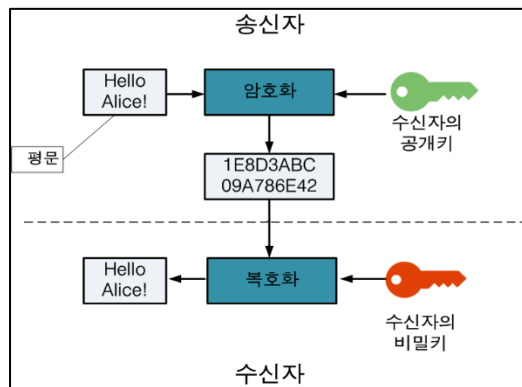 송신자
Hello
Alice!
암호화
수신자의
공개키
평문
1E8D3ABC
09A786E42
Hello
Alice!
복호화
수신자의
비밀키
수신자